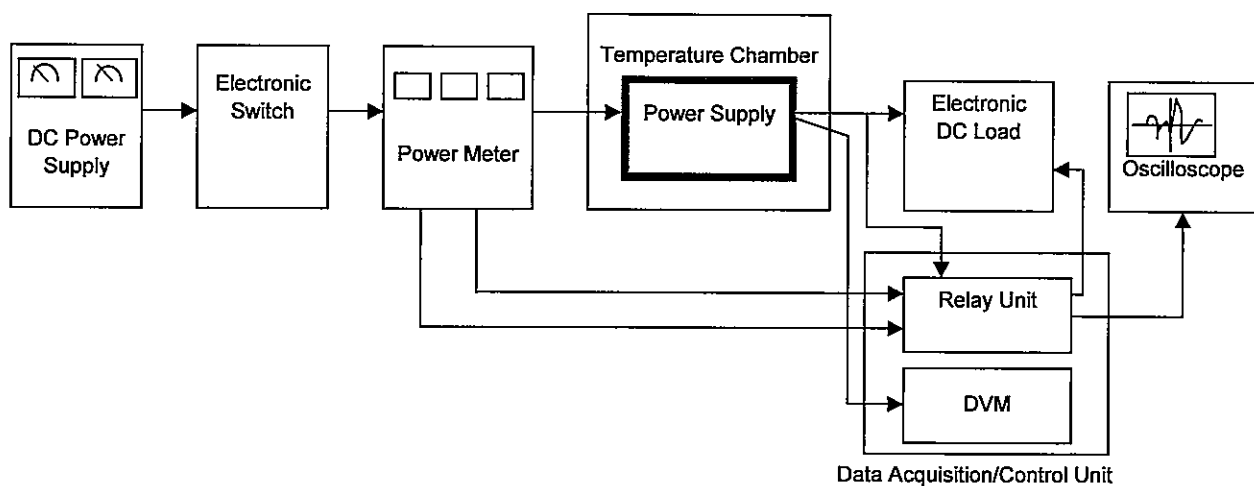 DC Power
Supply
Electronic
Switch
Power Meter
Temperature Chamber
Power Supply
Electronic
DC Load
Oscilloscope
Relay Unit
DVM
Data Acquisition/Control Unit